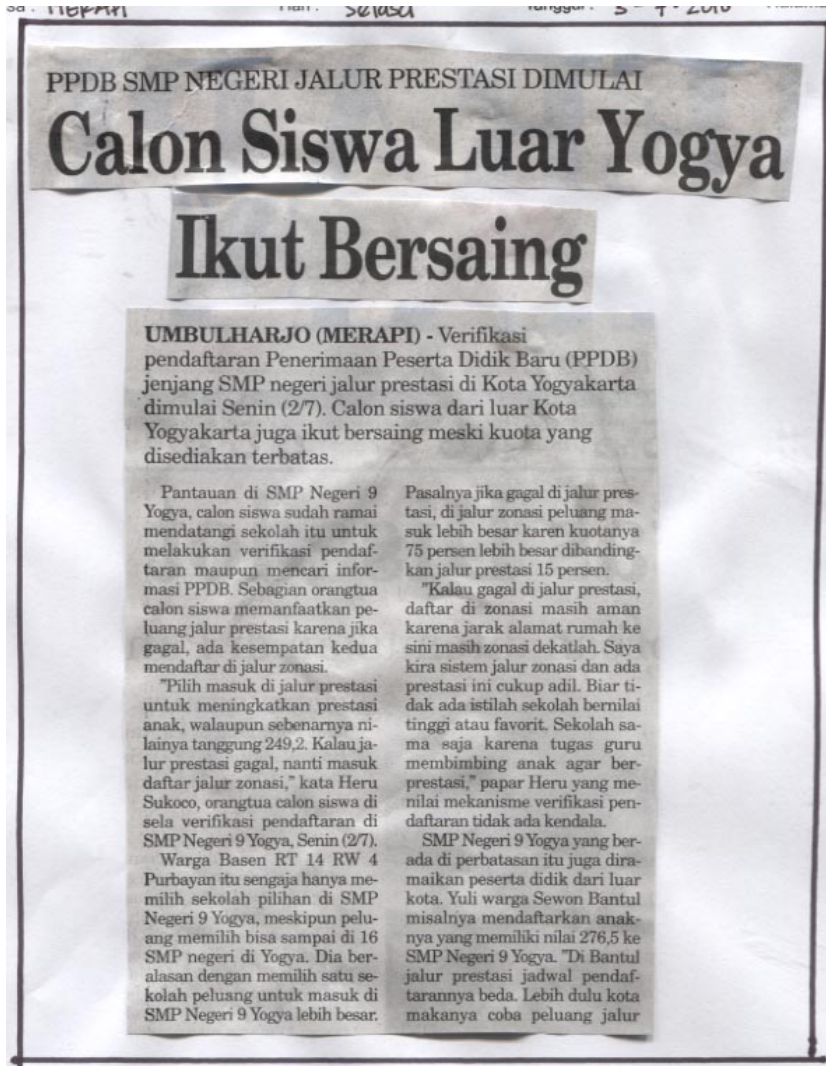 MERAPI Hari : Selasa Tanggal : 3 - 7 - 2018
PPDB SMP NEGERI JALUR PRESTASI DIMULAI
Calon Siswa Luar Yogya
Ikut Bersaing
UMBULHARJO (MERAPI) - Verifikasi
pendaftaran Penerimaan Peserta Didik Baru (PPDB)
jenjang SMP negeri jalur prestasi di Kota Yogyakarta
dimulai Senin (2/7). Calon siswa dari luar Kota
Yogyakarta juga ikut bersaing meski kuota yang
disediakan terbatas.
Pantauan di SMP Negeri 9
Yogya, calon siswa sudah ramai
mendatangi sekolah itu untuk
melakukan verifikasi pendaf-
taran maupun mencari infor-
masi PPDB. Sebagian orangtua
calon siswa memanfaatkan pe-
luang jalur prestasi karena jika
gagal, ada kesempatan kedua
mendaftar di jalur zonasi.
"Pilih masuk di jalur prestasi
untuk meningkatkan prestasi
anak, walaupun sebenarnya ni-
lainya tanggung 249,2. Kalau ja-
lur prestasi gagal, nanti masuk
daftar jalur zonasi," kata Heru
Sukoco, orangtua calon siswa di
sela verifikasi pendaftaran di
SMP Negeri 9 Yogya, Senin (2/7).
Warga Basen RT 14 RW 4
Purbayan itu sengaja hanya me-
milih sekolah pilihan di SMP
Negeri 9 Yogya, meskipun pelu-
ang memilih bisa sampai di 16
SMP negeri di Yogya. Dia ber-
alasan dengan memilih satu se-
kolah peluang untuk masuk di
SMP Negeri 9 Yogya lebih besar.
Pasalnya jika gagal di jalur pres-
tasi, di jalur zonasi peluang ma-
suk lebih besar karen kuotanya
75 persen lebih besar dibanding-
kan jalur prestasi 15 persen.
"Kalau gagal di jalur prestasi,
daftar di zonasi masih aman
karena jarak alamat rumah ke
sini masih zonasi dekatlah. Saya
kira sistem jalur zonasi dan ada
prestasi ini cukup adil. Biar ti-
dak ada istilah sekolah bernilai
tinggi atau favorit. Sekolah sa-
ma saja karena tugas guru
membimbing anak agar ber-
prestasi," papar Heru yang me-
nilai mekanisme verifikasi pen-
daftaran tidak ada kendala.
SMP Negeri 9 Yogya yang ber-
ada di perbatasan itu juga dira-
maikan peserta didik dari luar
kota. Yuli warga Sewon Bantul
misalnya mendaftarkan anak-
nya yang memiliki nilai 276,5 ke
SMP Negeri 9 Yogya. "Di Bantul
jalur prestasi jadwal pendaf-
tarannya beda. Lebih dulu kota
makanya coba peluang jalur